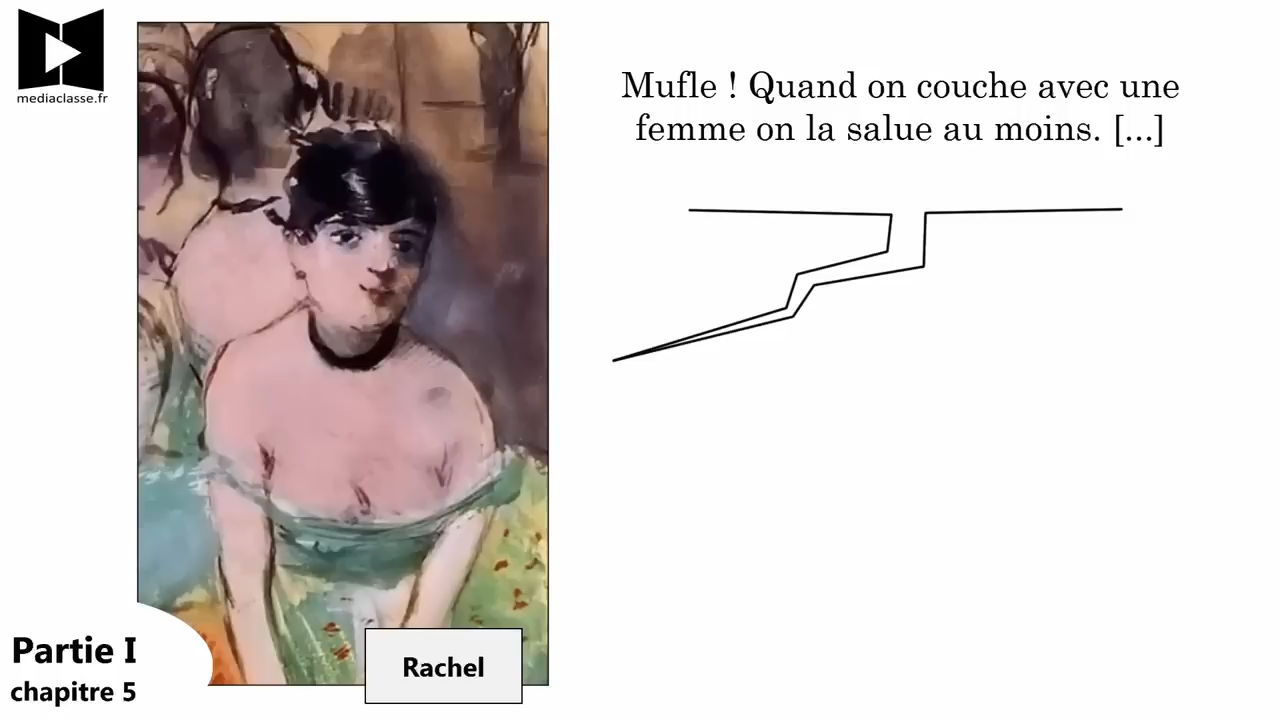 mediaclasse.fr
Mufle ! Quand on couche avec une
femme on la salue au moins. [...]
Partie I
chapitre 5
Rachel